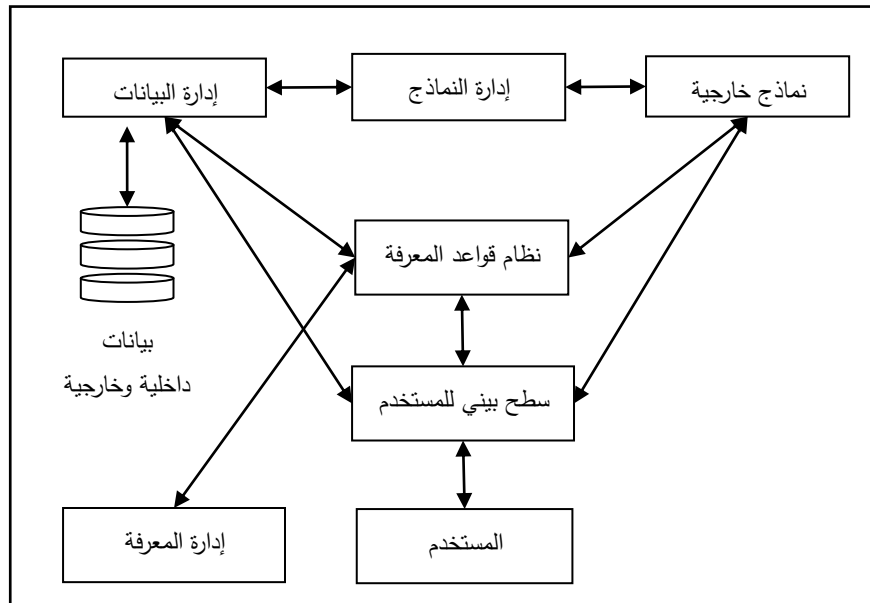 نماذج خارجية
إدارة النماذج
إدارة البيانات
نظام قواعد المعرفة
بيانات
داخلية وخارجية
سطح بيني للمستخدم
المستخدم
إدارة المعرفة